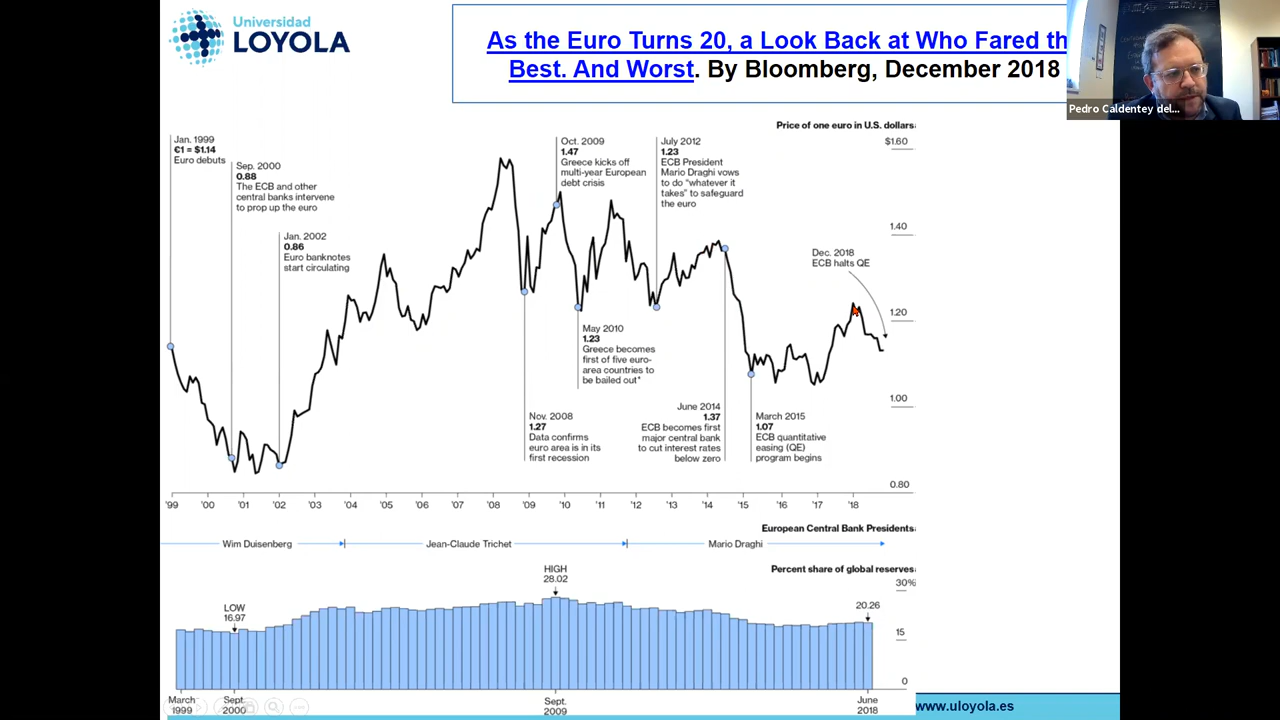 Universidad
LOYOLA
As the Euro Turns 20, a Look Back at Who Fared th
Best. And Worst. By Bloomberg, December 2018
Pedro Caldentey del...
Price of one euro in U.S. dollars
$1.60
1.40
1.20
1.00
0.80
Jan. 1999
€1 = $1.14
Euro debuts
Sep. 2000
0.88
The ECB and other
central banks intervene
to prop up the euro
Jan. 2002
0.86
Euro banknotes
start circulating
Oct. 2009
1.47
Greece kicks off
multi-year European
debt crisis
July 2012
1.23
ECB President
Mario Draghi vows
to do "whatever it
takes" to safeguard
the euro
Dec. 2018
ECB halts QE
May 2010
1.23
Greece becomes
first of five euro-
area countries to
be bailed out*
Nov. 2008
1.27
Data confirms
euro area is in its
first recession
June 2014
1.37
ECB becomes first
major central bank
to cut interest rates
below zero
March 2015
1.07
ECB quantitative
easing (QE)
program begins
'99 '00 '02 '03 '04 '05 '06 '07 '08 '09 '10 '11 '12 '13 '14 '15 '16 '17 '18
European Central Bank Presidents
Wim Duisenberg Jean-Claude Trichet Mario Draghi
Percent share of global reserves
30%
15
0
LOW
16.97
HIGH
28.02
20.26
March
1999
Sept.
2000
Sept.
2009
June
2018
www.uloyola.es